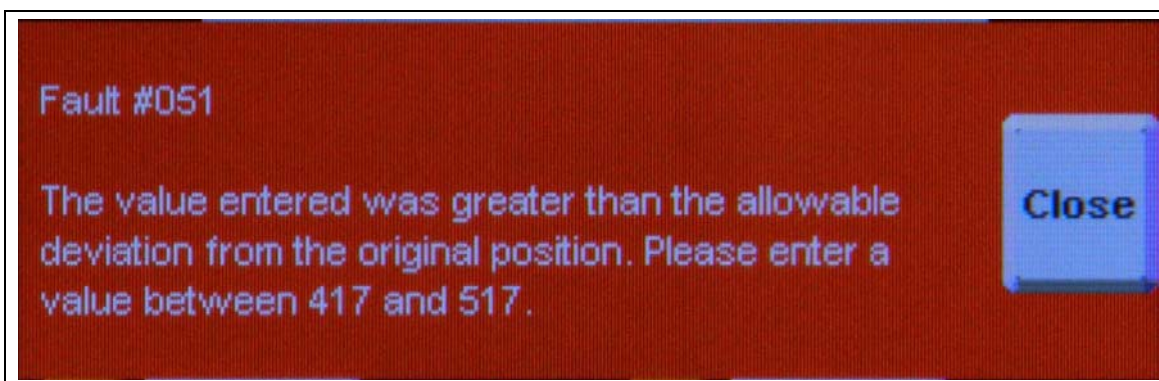 Fault #051
The value entered was greater than the allowable
deviation from the original position. Please enter a
value between 417 and 517.
Close